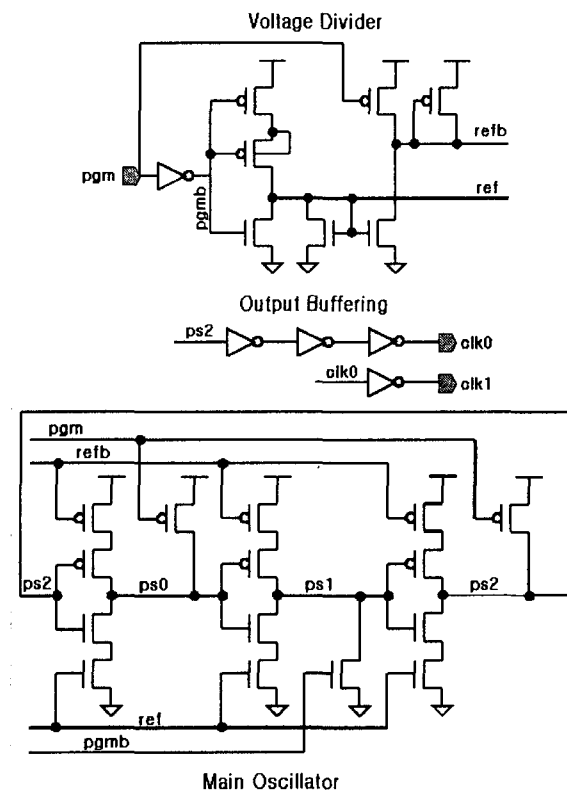 Voltage Divider
refb
pgm
pgmb
ref
Output Buffering
ps2
clk0
clk0
clk1
pgm
refb
ps2
ps0
ps1
ps2
ref
pgmb
Main Oscillator